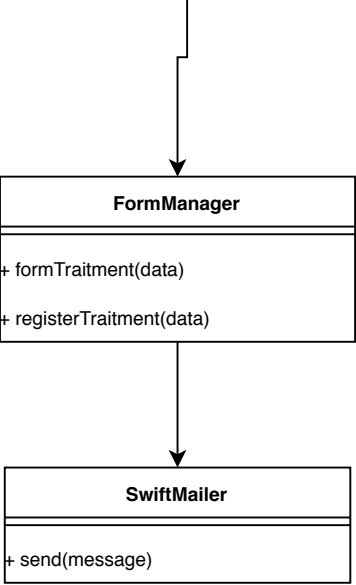 FormManager
+ formTraitment(data)
+ registerTraitment(data)
SwiftMailer
+ send(message)